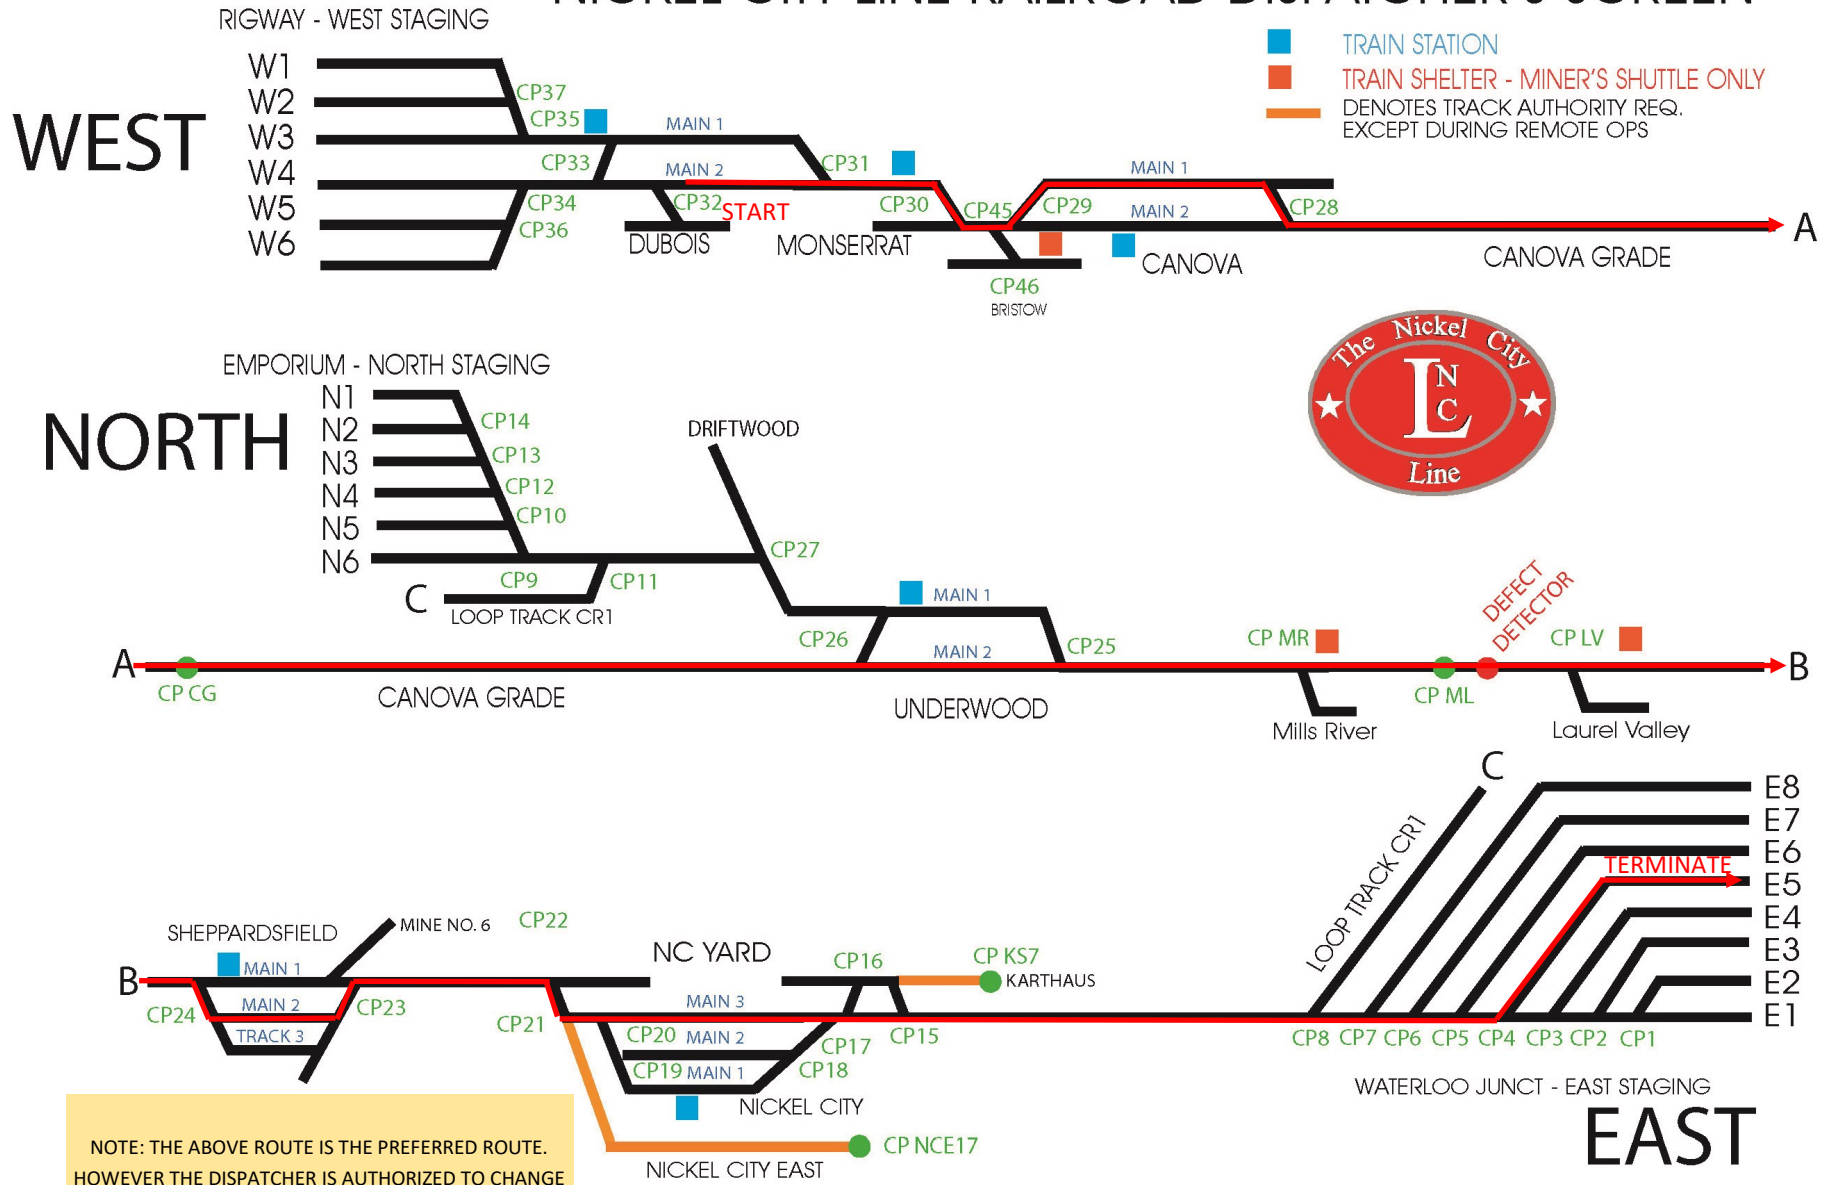 RIGWAY - WEST STAGING
TRAIN STATION
TRAIN SHELTER - MINER'S SHUTTLE ONLY
DENOTES TRACK AUTHORITY REQ.
EXCEPT DURING REMOTE OPS
WEST
W1
W2
W3
W4
W5
W6
CP37
CP35
CP33
CP34
CP36
MAIN 1
MAIN 2
CP32
START
DUBOIS
CP31
CP30
MONSERRAT
CP45
CP46
BRISTOW
CP29
MAIN 1
MAIN 2
CANOVA
CP28
CANOVA GRADE
A
The Nickel City
L N C
Line
EMPORIUM - NORTH STAGING
NORTH
N1
N2
N3
N4
N5
N6
CP14
CP13
CP12
CP10
CP9
CP11
C
LOOP TRACK CR1
DRIFTWOOD
CP27
CP26
MAIN 1
MAIN 2
CP25
A
CP CG
CANOVA GRADE
UNDERWOOD
CP MR
Mills River
CP ML
DEFECT
DETECTOR
CP LV
Laurel Valley
B
SHEPPARDSFIELD
MINE NO. 6
B
MAIN 1
MAIN 2
TRACK 3
CP24
CP23
CP22
CP21
NC YARD
MAIN 3
CP20
MAIN 2
CP19
MAIN 1
CP16
CP17
CP18
CP15
CP KS7
KARTHAUS
NICKEL CITY
CP NCE17
NICKEL CITY EAST
C
LOOP TRACK CR1
E8
E7
E6
TERMINATE
E5
E4
E3
E2
E1
CP8
CP7
CP6
CP5
CP4
CP3
CP2
CP1
WATERLOO JUNCT - EAST STAGING
EAST
NOTE: THE ABOVE ROUTE IS THE PREFERRED ROUTE.
HOWEVER THE DISPATCHER IS AUTHORIZED TO CHANGE